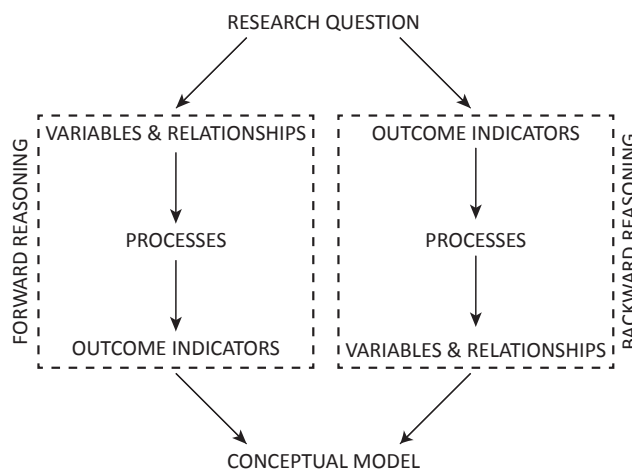 RESEARCH QUESTION
FORWARD REASONING
VARIABLES & RELATIONSHIPS
PROCESSES
OUTCOME INDICATORS
OUTCOME INDICATORS
PROCESSES
VARIABLES & RELATIONSHIPS
BACKWARD REASONING
CONCEPTUAL MODEL